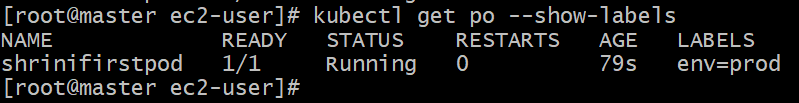 [root@master ec2-user]# kubectl get po --show-labels
NAME READY STATUS RESTARTS AGE LABELS
shrinifirstpod 1/1 Running 0 79s env=prod
[root@master ec2-user]#